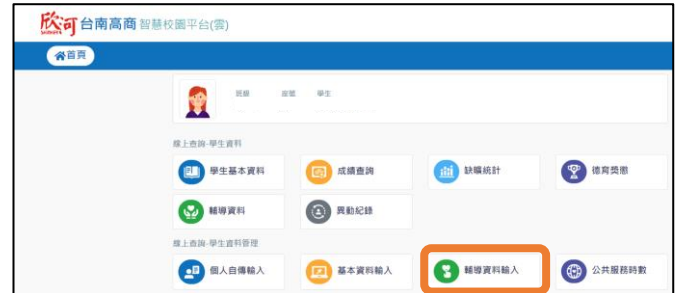 欣河 台南高商 智慧校園平台(雲)
首頁
班級 座號 學生
線上查詢-學生資料
學生基本資料 成績查詢 缺曠統計 德育獎懲
輔導資料 異動紀錄
線上查詢-學生資料管理
個人自傳輸入 基本資料輸入 輔導資料輸入 公共服務時數